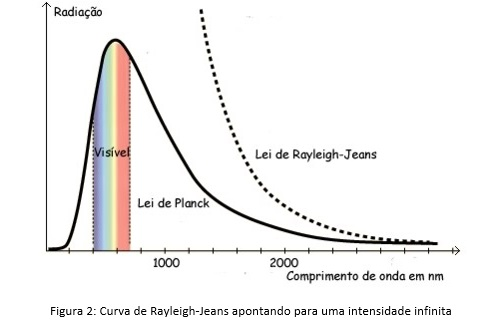 Radiação
Lei de Rayleigh-Jeans
Visível
Lei de Planck
1000
2000
Comprimento de onda em nm
Figura 2: Curva de Rayleigh-Jeans apontando para uma intensidade infinita